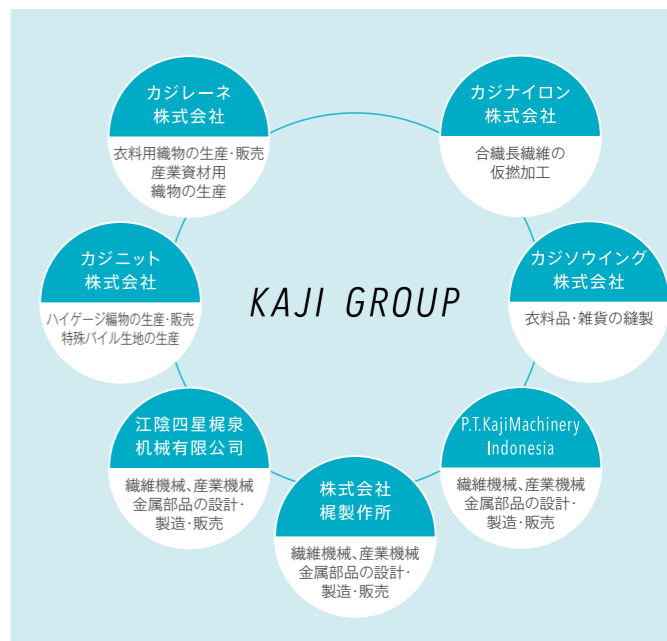 カジレーネ
株式会社
衣料用織物の生産・販売
産業資材用
織物の生産
カジナイロン
株式会社
合繊長繊維の
仮撚加工
カジニット
株式会社
ハイゲージ編物の生産・販売
特殊パイル生地の生産
KAJI GROUP
カジソウイング
株式会社
衣料品・雑貨の縫製
江陰四星梶泉
机械有限公司
繊維機械、産業機械
金属部品の設計・
製造・販売
株式会社
梶製作所
繊維機械、産業機械
金属部品の設計・
製造・販売
P.T.KajiMachinery
Indonesia
繊維機械、産業機械
金属部品の設計・
製造・販売